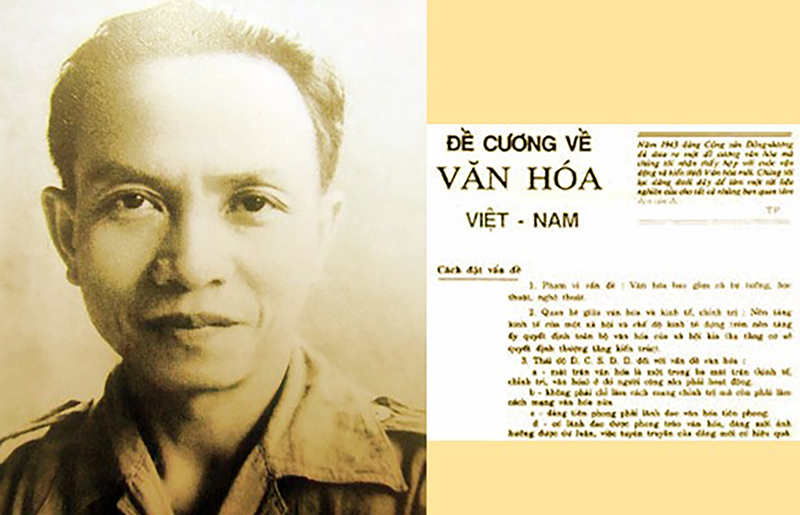 ĐỀ CƯƠNG VỀ
VĂN HÓA
VIỆT - NAM
Năm 1943 đảng Cộng sản Đông-dương
đã đưa ra một đề cương văn hóa mà
chúng tôi nhận thấy hợp với cuộc vận
động và kiến thiết Văn hóa mới. Chúng tôi
lục đăng dưới đây để làm một tài liệu
nghiên cứu cho tất cả những bạn quan tâm
TP
Cách đặt vấn đề
1. Phạm vi vấn đề : Văn hóa bao gồm cả tư tưởng, học
thuật, nghệ thuật.
2. Quan hệ giữa văn hóa và kinh tế, chính trị : Nền tảng
kinh tế của một xã hội và chế độ kinh tế dựng trên nền tảng
ấy quyết định toàn bộ văn hóa của xã hội kia (hạ tầng cơ sở
quyết định thượng tầng kiến trúc).
3. Thái độ Đ. C. S. Đ. D. đối với vấn đề văn hóa :
a - mặt trận văn hóa là một trong ba mặt trận (kinh tế,
chính trị, văn hóa) ở đó người cộng sản phải hoạt động.
b - không phải chỉ làm cách mạng chính trị mà còn phải làm
cách mạng văn hóa nữa.
c - đảng tiên phong phải lãnh đạo văn hóa tiên phong.
d - có lãnh đạo được phong trào văn hóa, đảng mới ảnh
hưởng được dư luận, việc tuyên truyền của đảng mới có hiệu quả